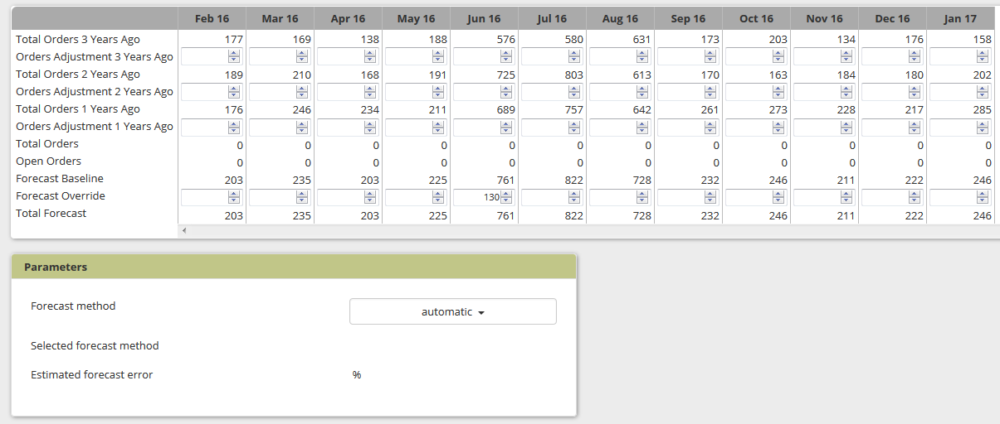 Feb 16 Mar 16 Apr 16 May 16 Jun 16 Jul 16 Aug 16 Sep 16 Oct 16 Nov 16 Dec 16 Jan 17
Total Orders 3 Years Ago 177 169 138 188 576 580 631 173 203 134 176 158
Orders Adjustment 3 Years Ago
Total Orders 2 Years Ago 189 210 168 191 725 803 613 170 163 184 180 202
Orders Adjustment 2 Years Ago
Total Orders 1 Years Ago 176 246 234 211 689 757 642 261 273 228 217 285
Orders Adjustment 1 Years Ago
Total Orders 0 0 0 0 0 0 0 0 0 0 0 0
Open Orders 0 0 0 0 0 0 0 0 0 0 0 0
Forecast Baseline 203 235 203 225 761 822 728 232 246 211 222 246
Forecast Override 130
Total Forecast 203 235 203 225 761 822 728 232 246 211 222 246
Parameters
Forecast method automatic
Selected forecast method
Estimated forecast error %